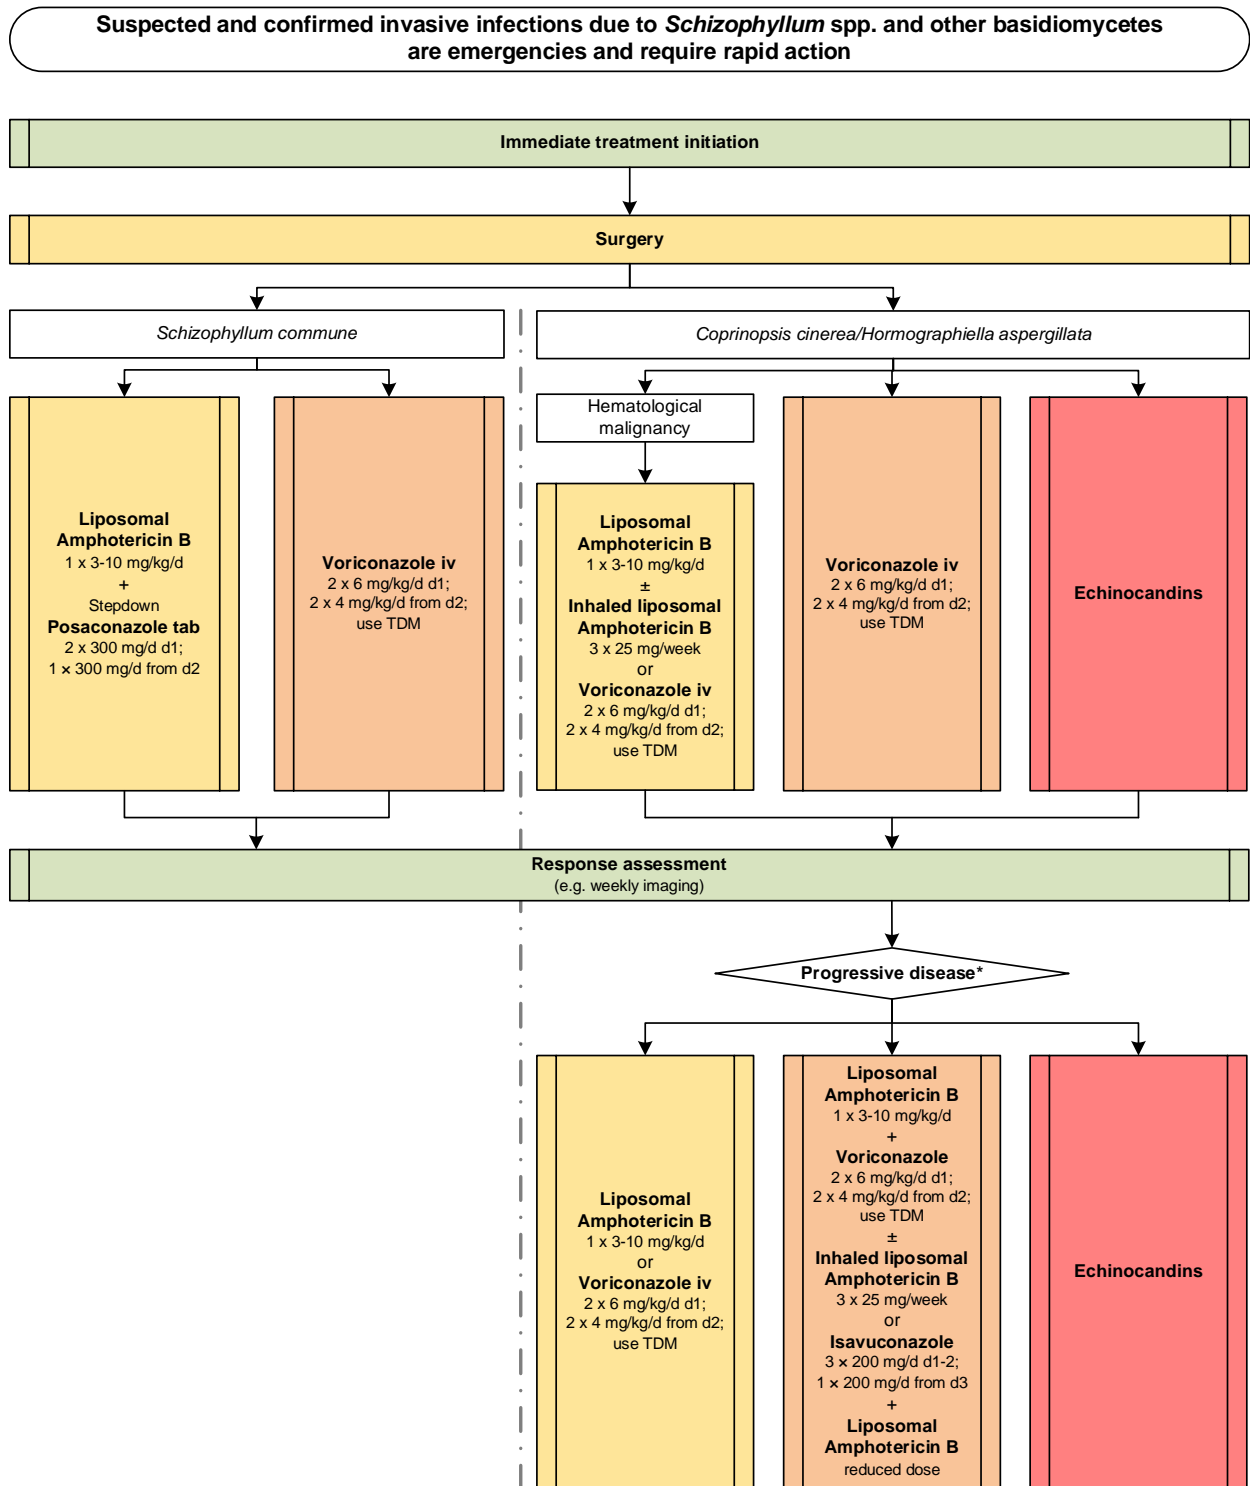 Suspected and confirmed invasive infections due to Schizophyllum spp. and other basidiomycetes
are emergencies and require rapid action
Immediate treatment initiation
Surgery
Schizophyllum commune
Coprinopsis cinerea/Hormographiella aspergillata
Liposomal
Amphotericin B
1 x 3-10 mg/kg/d
+
Stepdown
Posaconazole tab
2 x 300 mg/d d1;
1 × 300 mg/d from d2
Voriconazole iv
2 x 6 mg/kg/d d1;
2 x 4 mg/kg/d from d2;
use TDM
Hematological
malignancy
Liposomal
Amphotericin B
1 x 3-10 mg/kg/d
±
Inhaled liposomal
Amphotericin B
3 x 25 mg/week
or
Voriconazole iv
2 x 6 mg/kg/d d1;
2 x 4 mg/kg/d from d2;
use TDM
Voriconazole iv
2 x 6 mg/kg/d d1;
2 x 4 mg/kg/d from d2;
use TDM
Echinocandins
Response assessment
(e.g. weekly imaging)
Progressive disease*
Liposomal
Amphotericin B
1 x 3-10 mg/kg/d
or
Voriconazole iv
2 x 6 mg/kg/d d1;
2 x 4 mg/kg/d from d2;
use TDM
Liposomal
Amphotericin B
1 x 3-10 mg/kg/d
+
Voriconazole
2 x 6 mg/kg/d d1;
2 x 4 mg/kg/d from d2;
use TDM
±
Inhaled liposomal
Amphotericin B
3 x 25 mg/week
or
Isavuconazole
3 × 200 mg/d d1-2;
1 × 200 mg/d from d3
+
Liposomal
Amphotericin B
reduced dose
Echinocandins